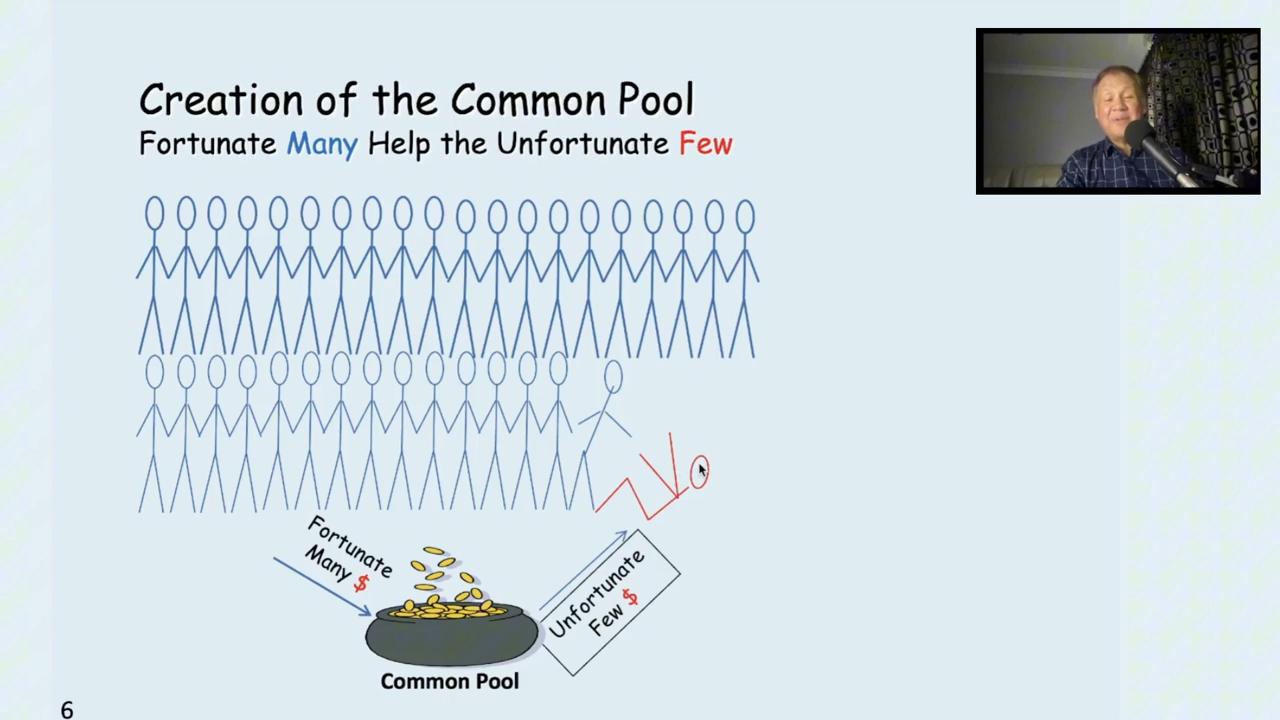 Creation of the Common Pool
Fortunate Many Help the Unfortunate Few
Fortunate
Many $
Unfortunate
Few $
Common Pool
6